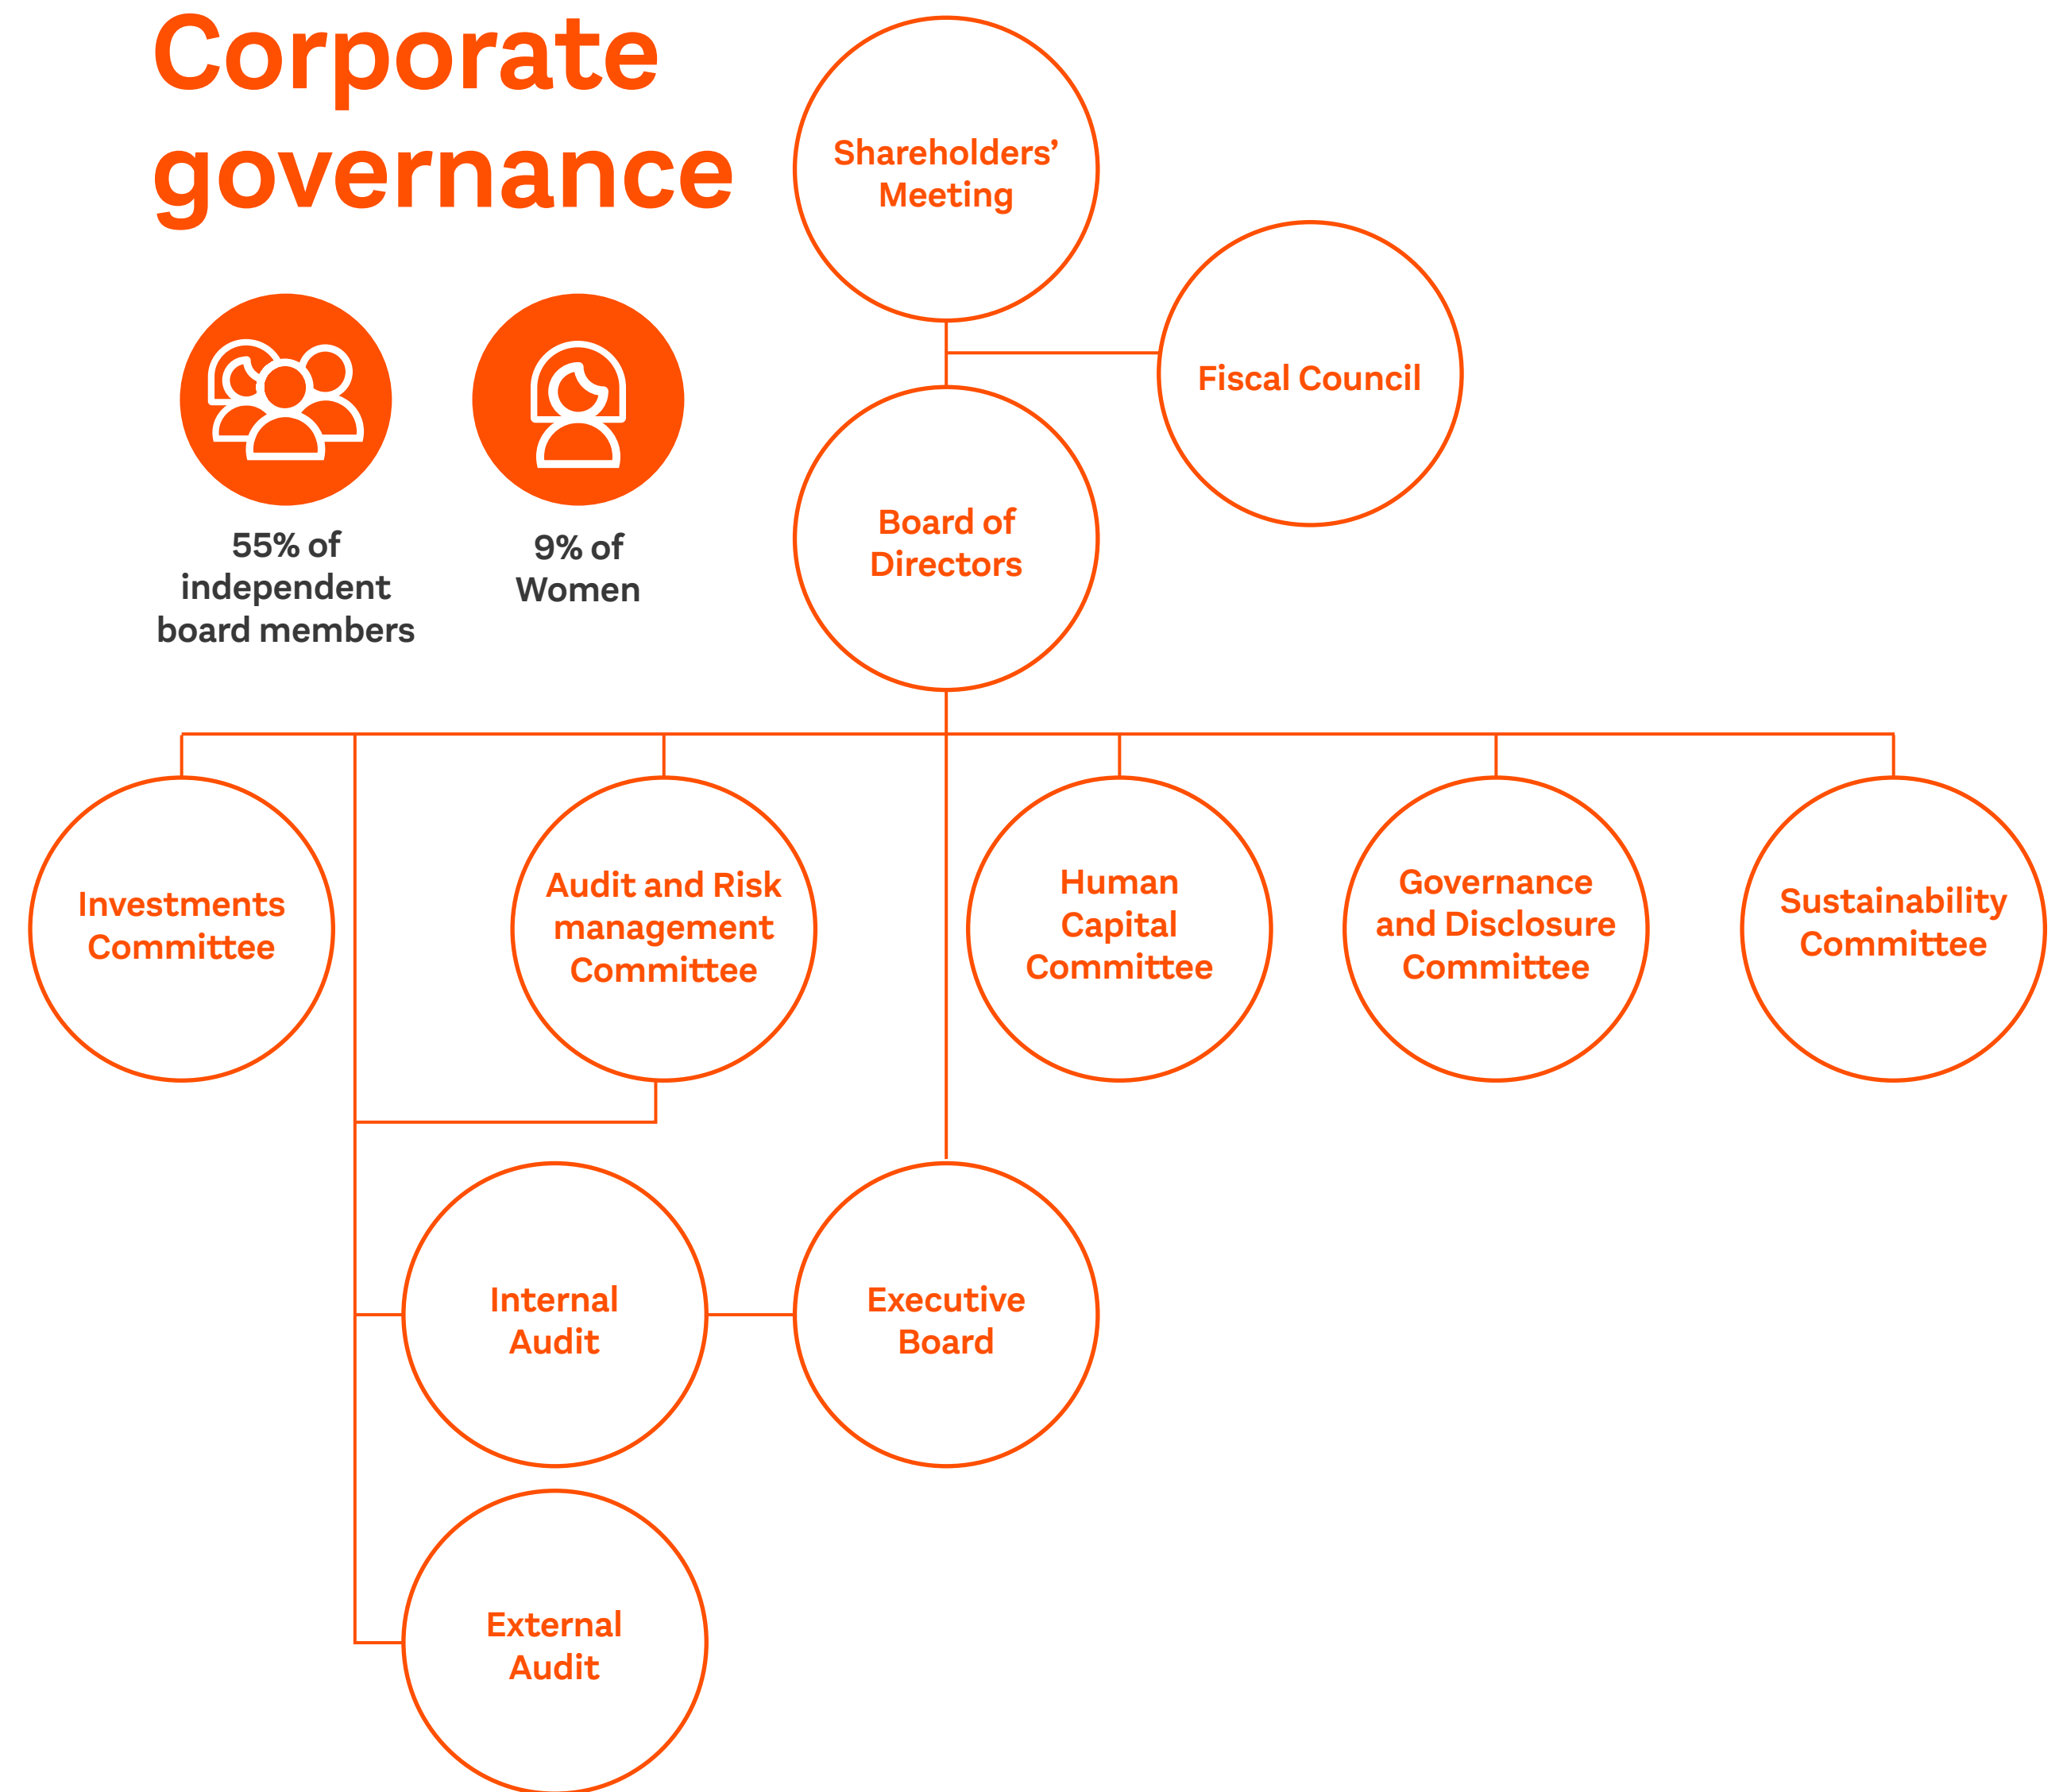 Corporate
governance
Shareholders’
Meeting
Fiscal Council
55% of
independent
board members
9% of
Women
Board of
Directors
Investments
Committee
Audit and Risk
management
Committee
Human
Capital
Committee
Governance
and Disclosure
Committee
Sustainability
Committee
Internal
Audit
Executive
Board
External
Audit